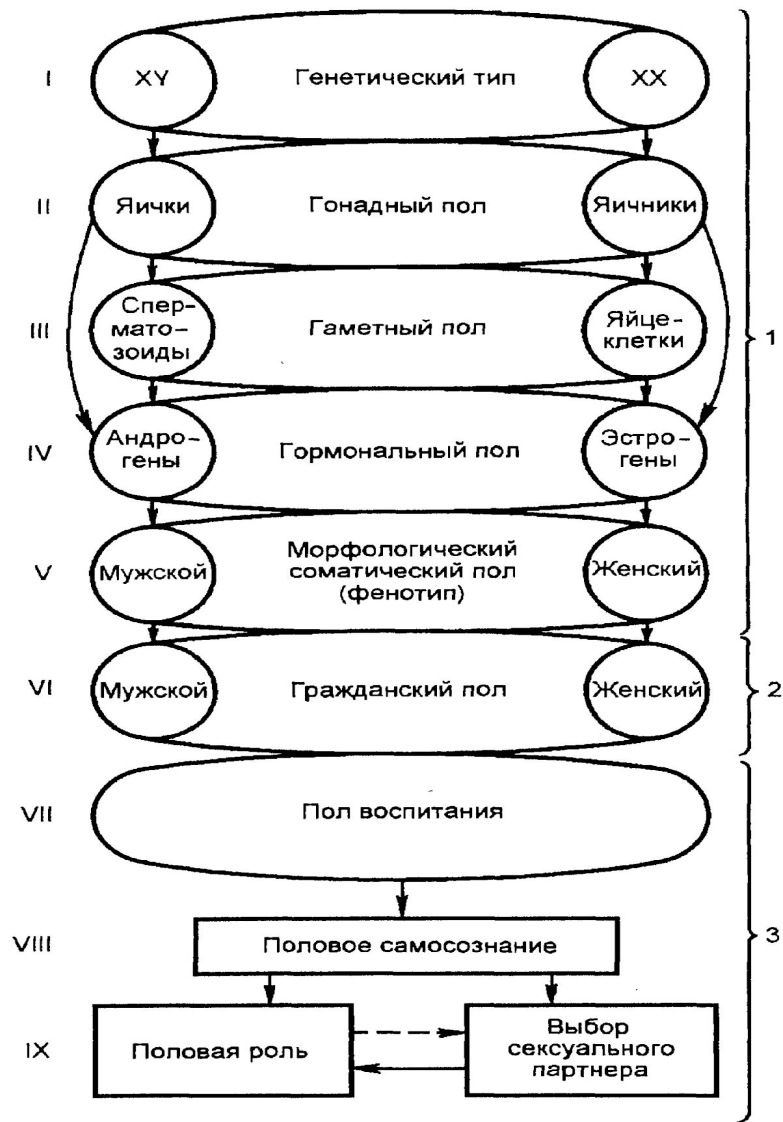 I
XY
Генетический тип
XX
II
Яички
Гонадный пол
Яичники
III
Спер-
мато-
зоиды
Гаметный пол
Яйце-
клетки
1
IV
Андро-
гены
Гормональный пол
Эстро-
гены
V
Мужской
Морфологический
соматический пол
(фенотип)
Женский
VI
Мужской
Гражданский пол
Женский
2
VII
Пол воспитания
VIII
Половое самосознание
3
IX
Половая роль
Выбор
сексуального
партнера